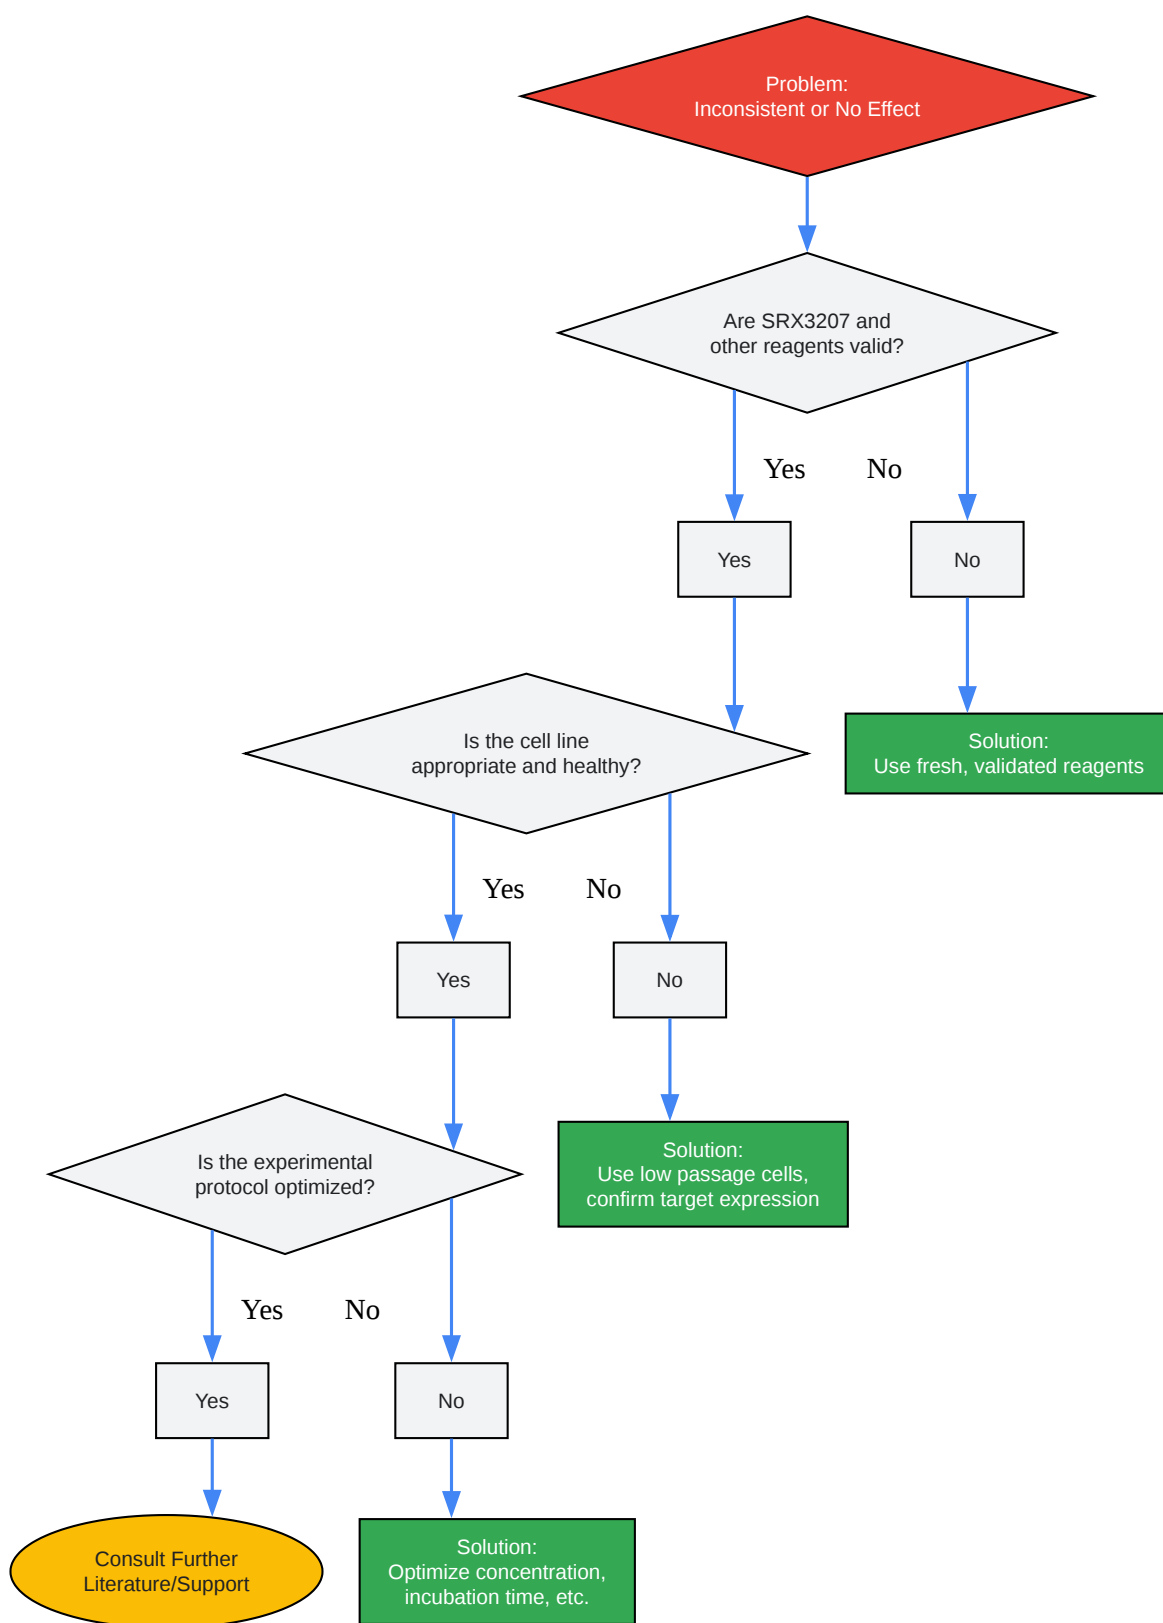 Problem:
Inconsistent or No Effect
Are SRX3207 and
other reagents valid?
Yes
No
Yes
No
Is the cell line
appropriate and healthy?
Solution:
Use fresh, validated reagents
Yes
No
Yes
No
Is the experimental
protocol optimized?
Solution:
Use low passage cells,
confirm target expression
Yes
No
Yes
No
Consult Further
Literature/Support
Solution:
Optimize concentration,
incubation time, etc.